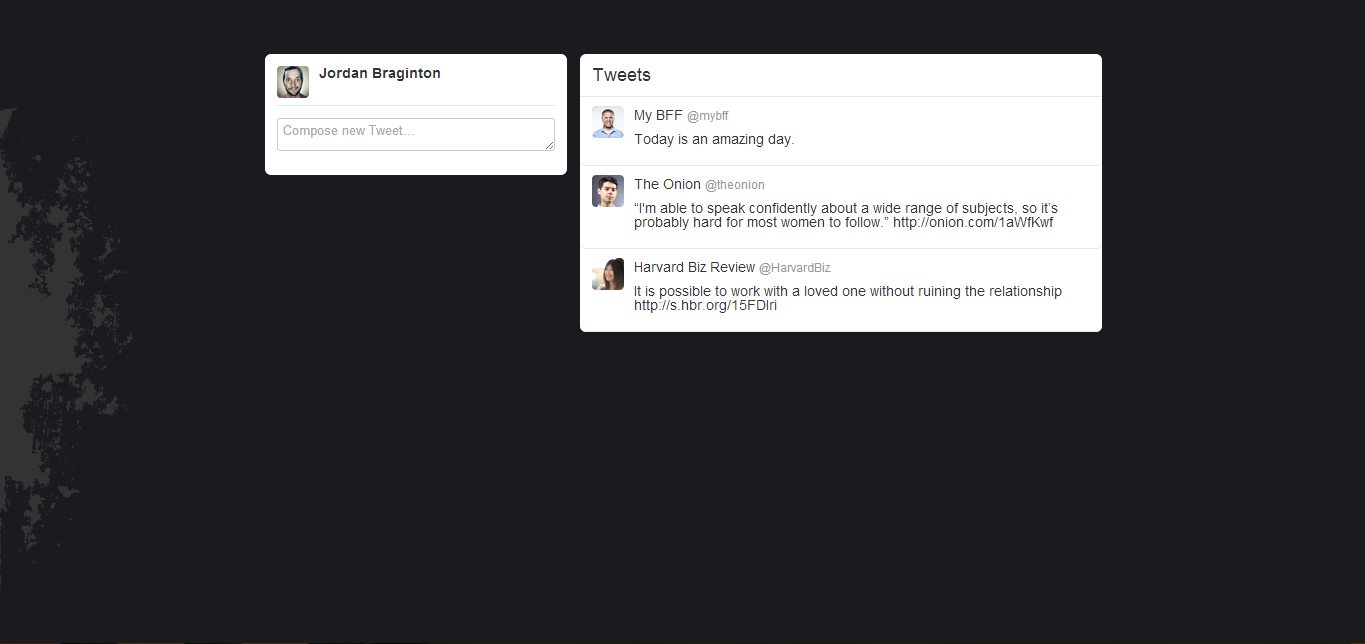 Jordan Braginton
Compose new Tweet...
Tweets
My BFF @mybff
Today is an amazing day.
The Onion @theonion
“I'm able to speak confidently about a wide range of subjects, so it’s
probably hard for most women to follow.” http://onion.com/1aWfKwf
Harvard Biz Review @HarvardBiz
It is possible to work with a loved one without ruining the relationship
http://s.hbr.org/15FDlri